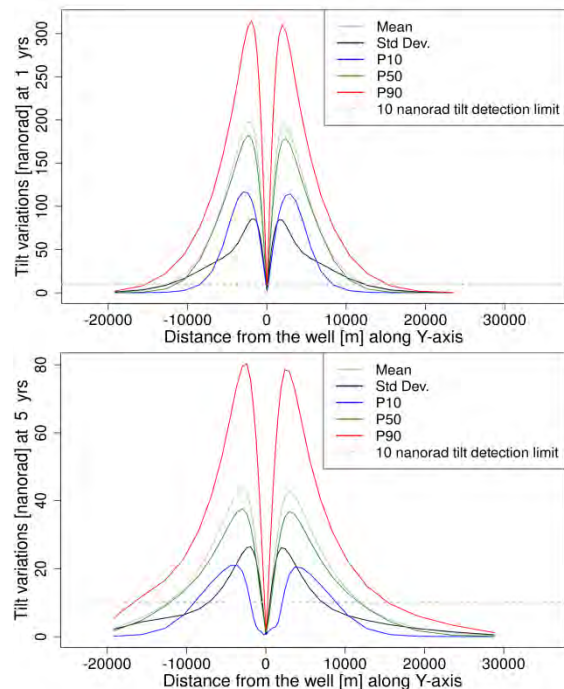 Tilt variations [nanorad] at 1 yrs
300
250
200
150
100
50
0
Mean
Std Dev.
P10
P50
P90
10 nanorad tilt detection limit
-20000 -10000 0 10000 20000 30000
Distance from the well [m] along Y-axis
Tilt variations [nanorad] at 5 yrs
80
60
40
20
0
Mean
Std Dev.
P10
P50
P90
10 nanorad tilt detection limit
-20000 -10000 0 10000 20000 30000
Distance from the well [m] along Y-axis